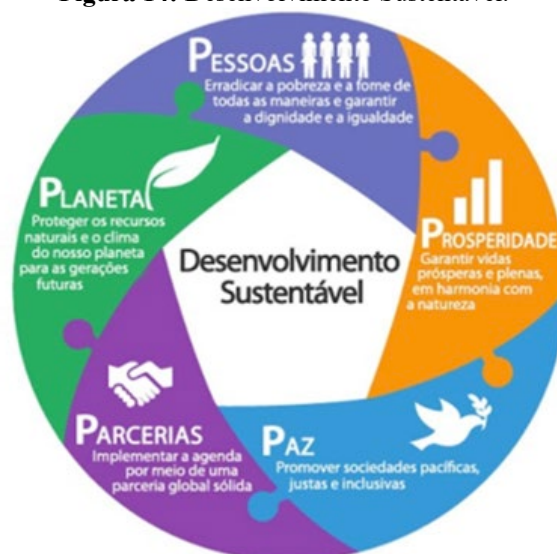 Desenvolvimento Sustentável.
PESSOAS
Erradicar a pobreza e a fome de
todas as maneiras e garantir
a dignidade e a igualdade
PROSPERIDADE
Garantir vidas
prósperas e plenas,
em harmonia com
a natureza
PAZ
Promover sociedades pacíficas,
justas e inclusivas
PARCERIAS
Implementar a agenda
por meio de uma
parceria global sólida
PLANETA
Proteger os recursos
naturais e o clima
do nosso planeta
para as gerações
futuras
Desenvolvimento
Sustentável